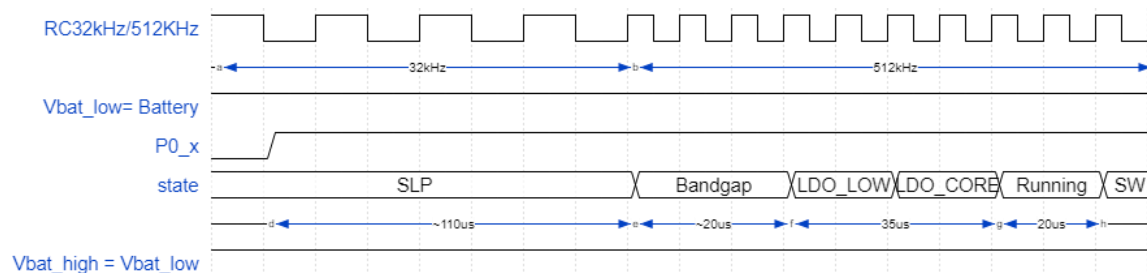 RC32kHz/512KHz
a 32kHz b 512kHz
Vbat_low= Battery
P0_x
state SLP Bandgap LDO_LOW LDO_CORE Running SW
d ~110us e ~20us f 35us g 20us h
Vbat_high = Vbat_low